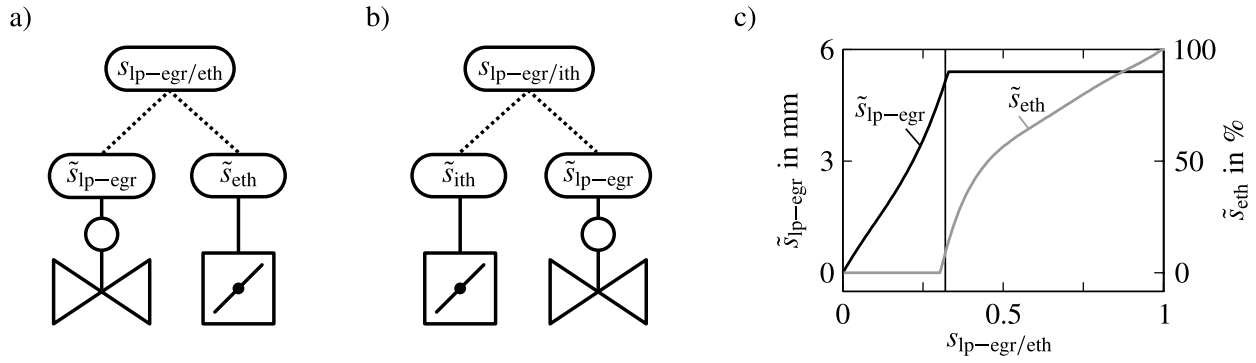 a)
s_lp−egr/eth
s̃_lp−egr
s̃_eth
b)
s_lp−egr/ith
s̃_ith
s̃_lp−egr
c)
s̃_lp−egr in mm
6
3
0
s̃_lp−egr
s̃_eth
100
50
0
s̃_eth in %
0
0.5
1
s_lp−egr/eth